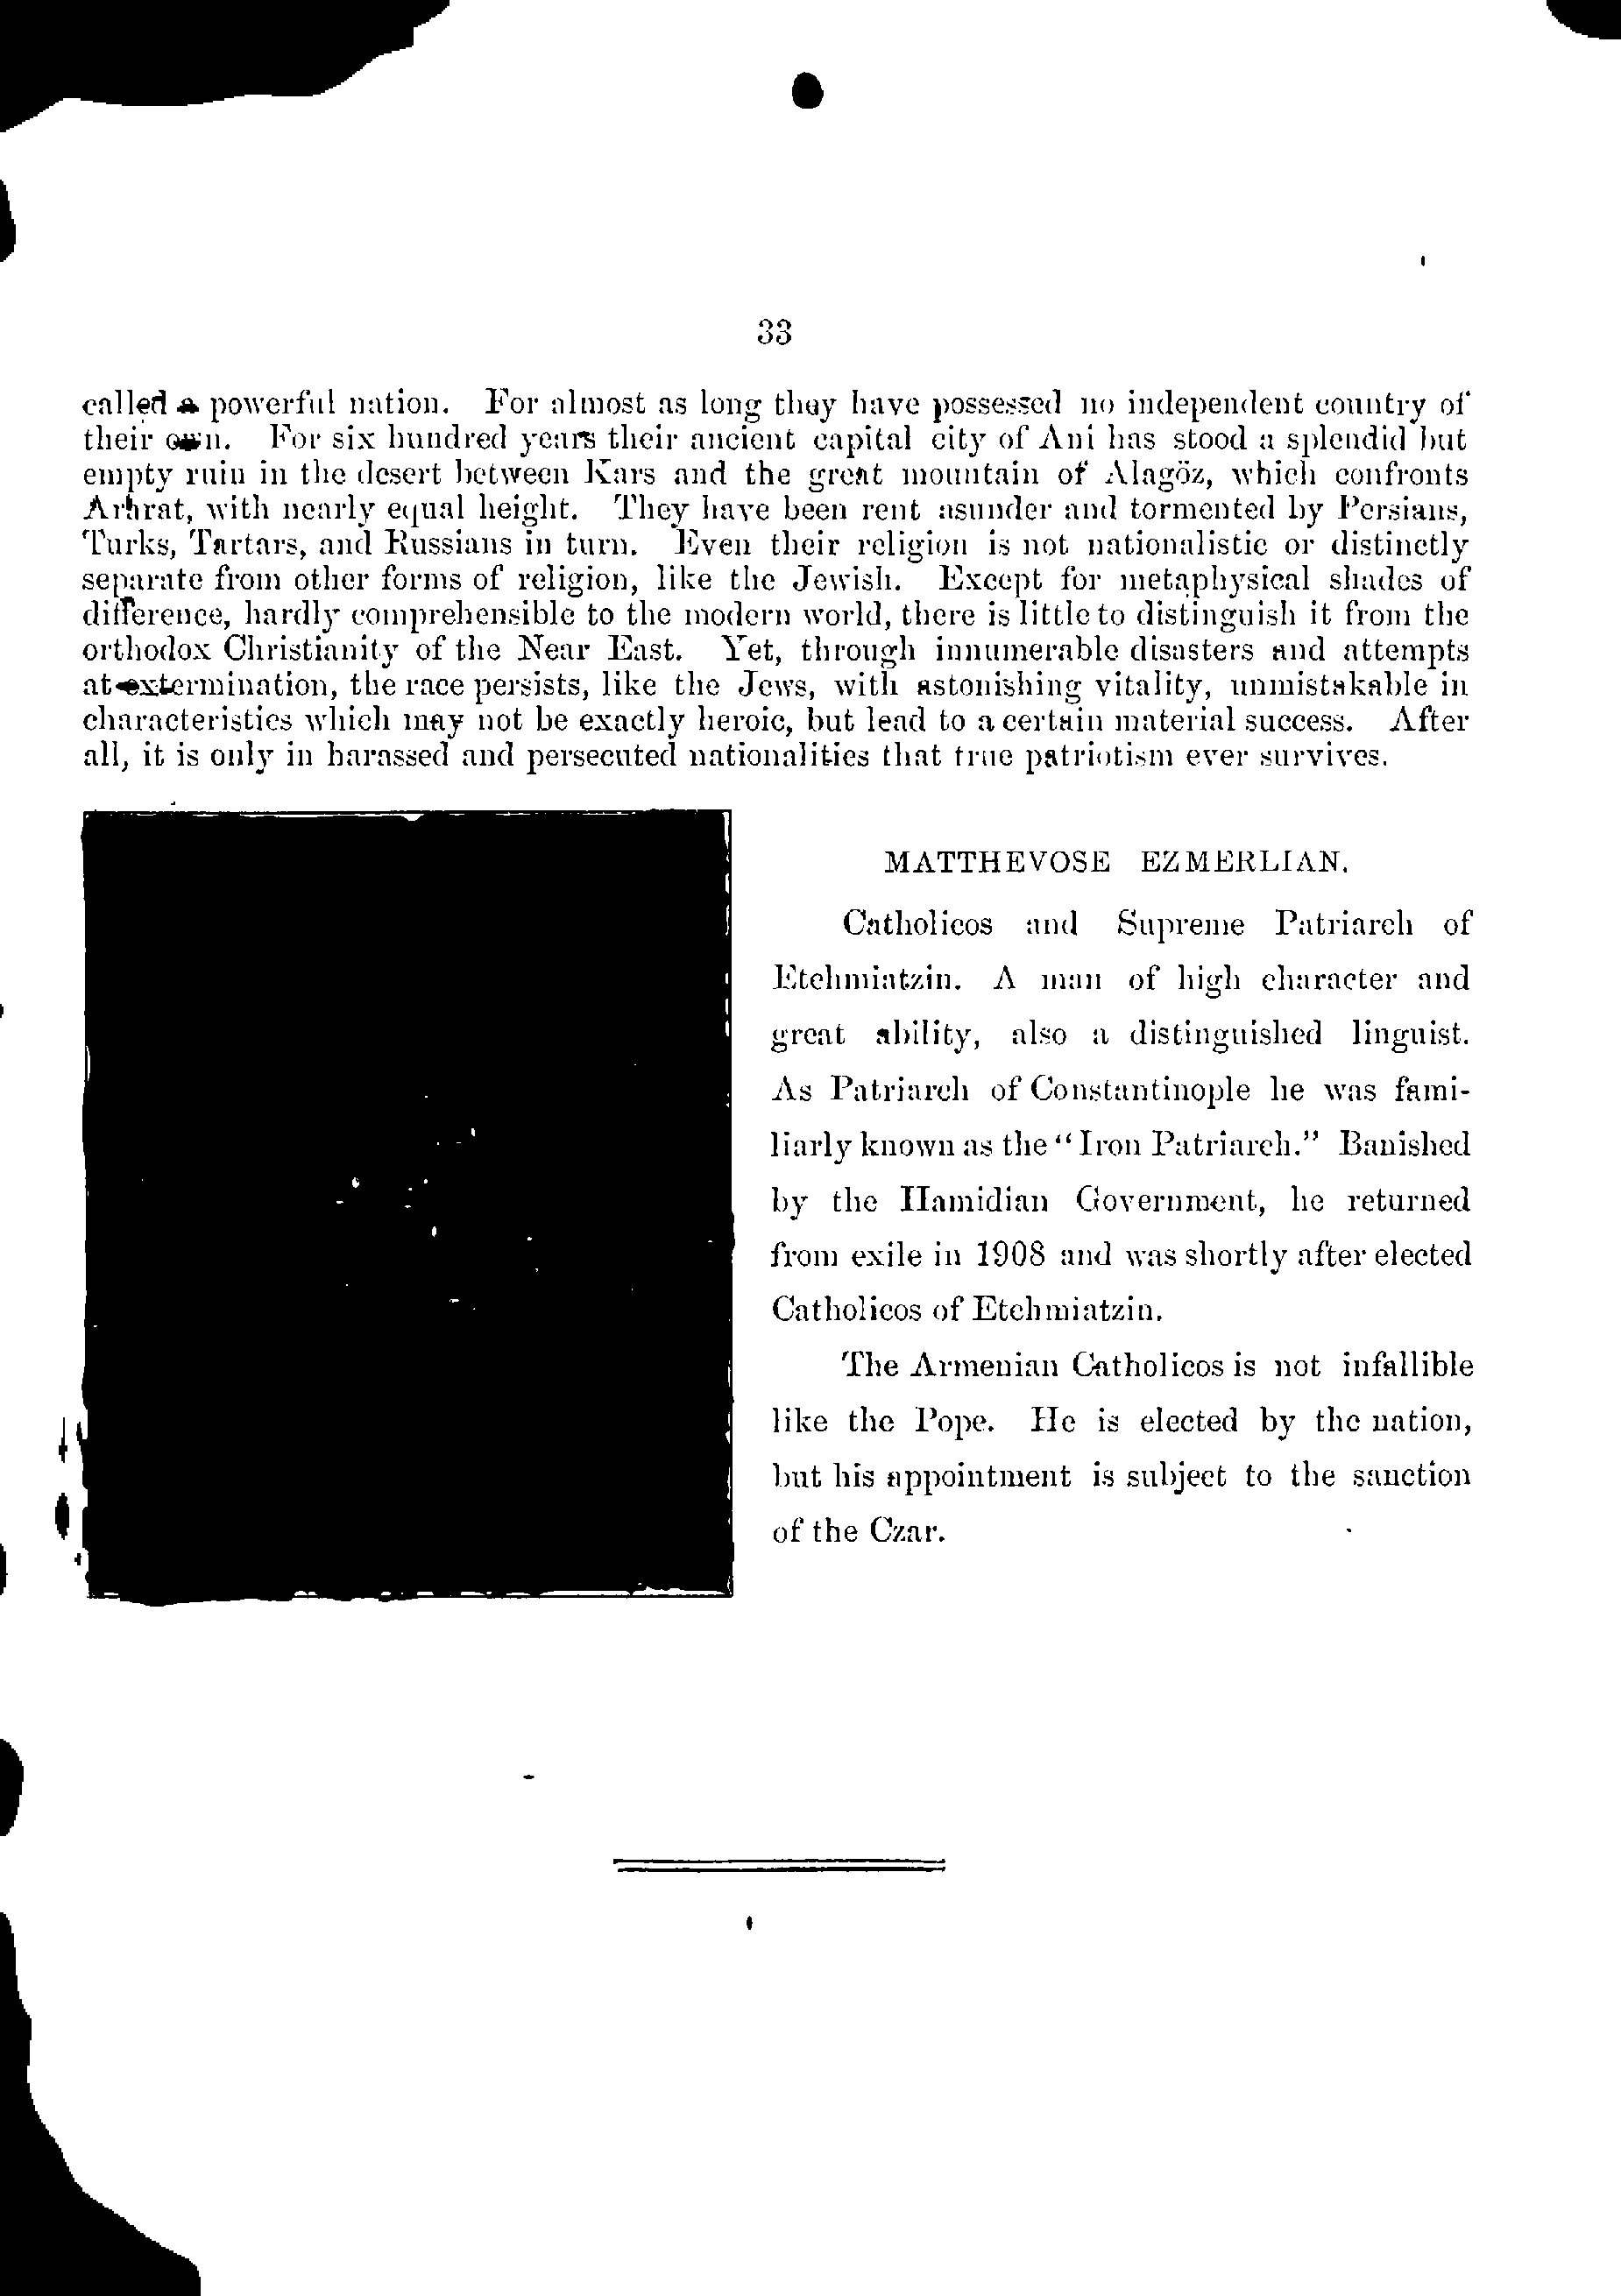 33
called a powerful nation. For almost as long they have possessed no independent country of
their own. For six hundred years their ancient capital city of Ani has stood a splendid but
empty ruin in the desert between Kars and the great mountain of Alagöz, which confronts
Ararat, with nearly equal height. They have been rent asunder and tormented by Persians,
Turks, Tartars, and Russians in turn. Even their religion is not nationalistic or distinctly
separate from other forms of religion, like the Jewish. Except for metaphysical shades of
difference, hardly comprehensible to the modern world, there is little to distinguish it from the
orthodox Christianity of the Near East. Yet, through innumerable disasters and attempts
at extermination, the race persists, like the Jews, with astonishing vitality, unmistakable in
characteristics which may not be exactly heroic, but lead to a certain material success. After
all, it is only in harassed and persecuted nationalities that true patriotism ever survives.
MATTHEVOSE EZMERLIAN.
Catholicos and Supreme Patriarch of
Etchmiatzin. A man of high character and
great ability, also a distinguished linguist.
As Patriarch of Constantinople he was fami-
liarly known as the "Iron Patriarch." Banished
by the Hamidian Government, he returned
from exile in 1908 and was shortly after elected
Catholicos of Etchmiatzin.
The Armenian Catholicos is not infallible
like the Pope. He is elected by the nation,
but his appointment is subject to the sanction
of the Czar.